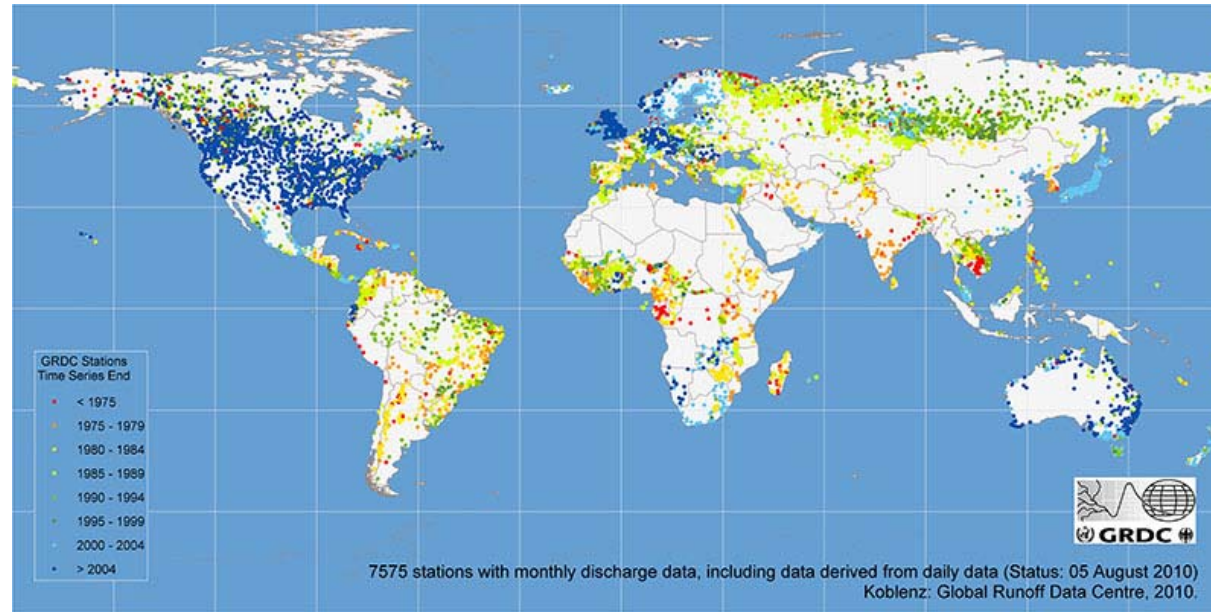 GRDC Stations
Time Series End
< 1975
1975 - 1979
1980 - 1984
1985 - 1989
1990 - 1994
1995 - 1999
2000 - 2004
> 2004
GRDC
7575 stations with monthly discharge data, including data derived from daily data (Status: 05 August 2010)
Koblenz: Global Runoff Data Centre, 2010.